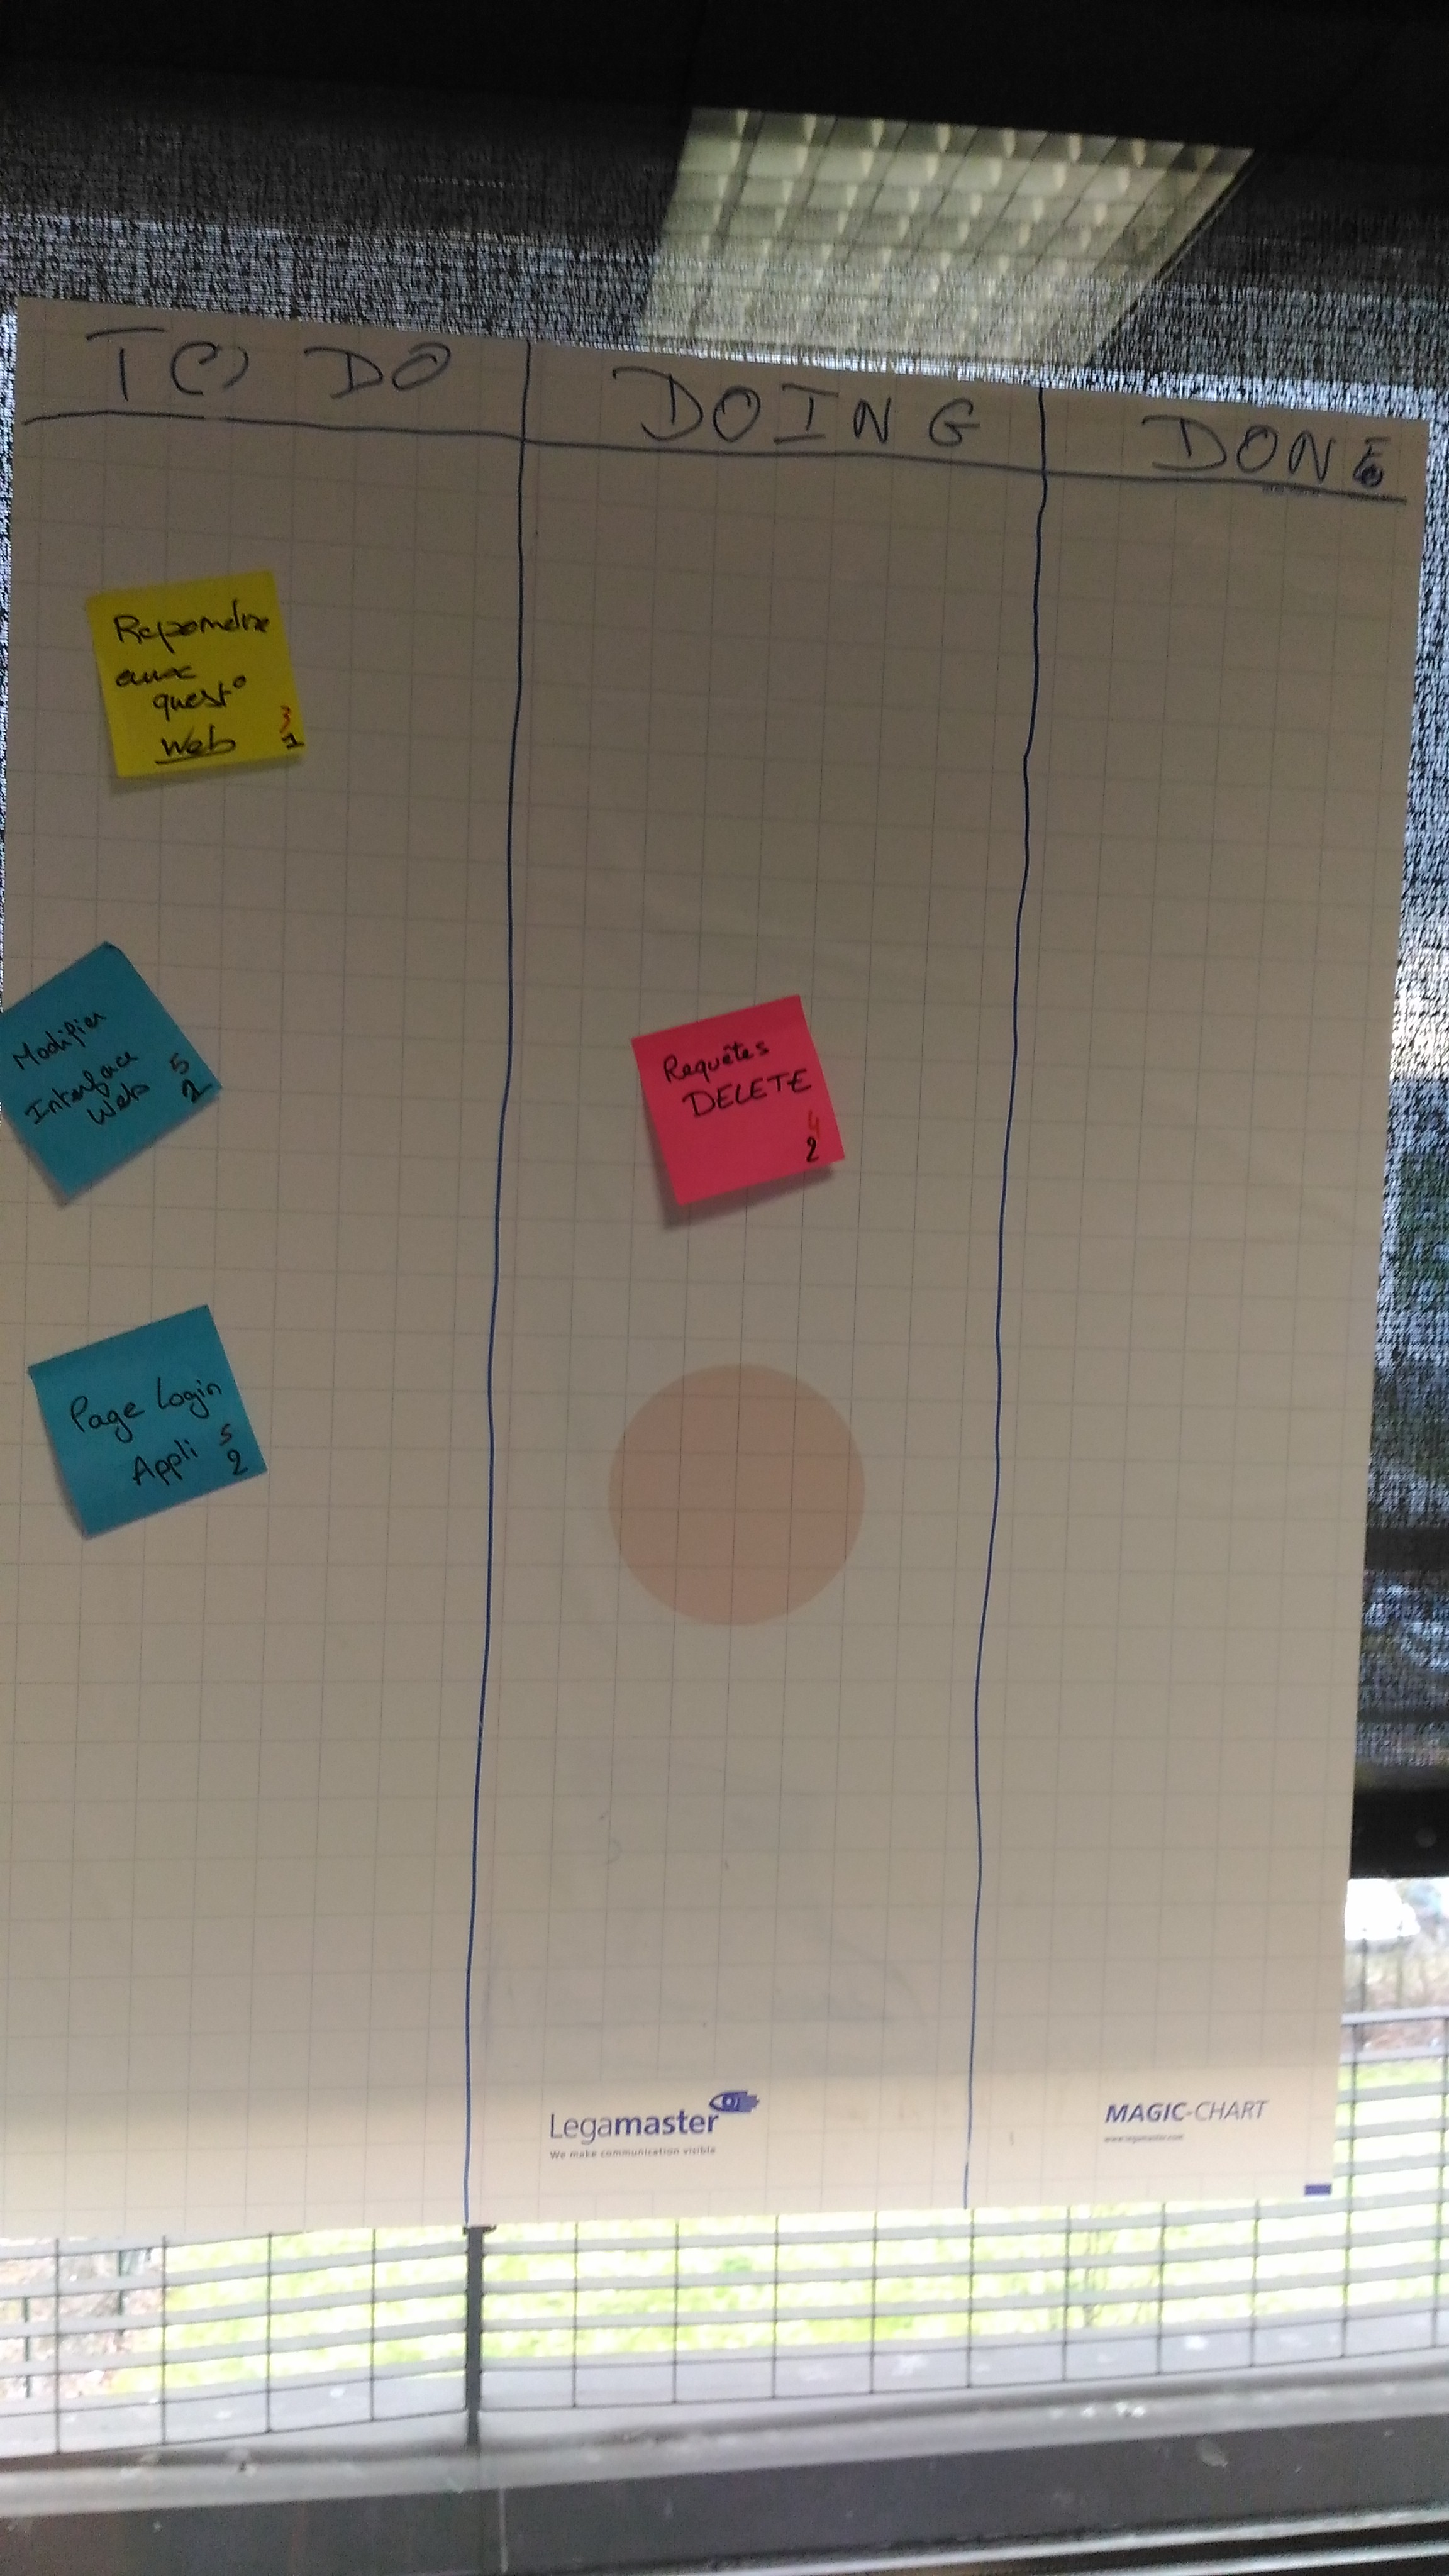 TO DO
DOING
DONE
Repondre
aux
quest°
Web
3
1
Modifier
Interface
Web
5
2
Requêtes
DELETE
4
2
Page Login
Appli
5
2
Legamaster
We make communication visible
MAGIC-CHART
www.legamaster.com